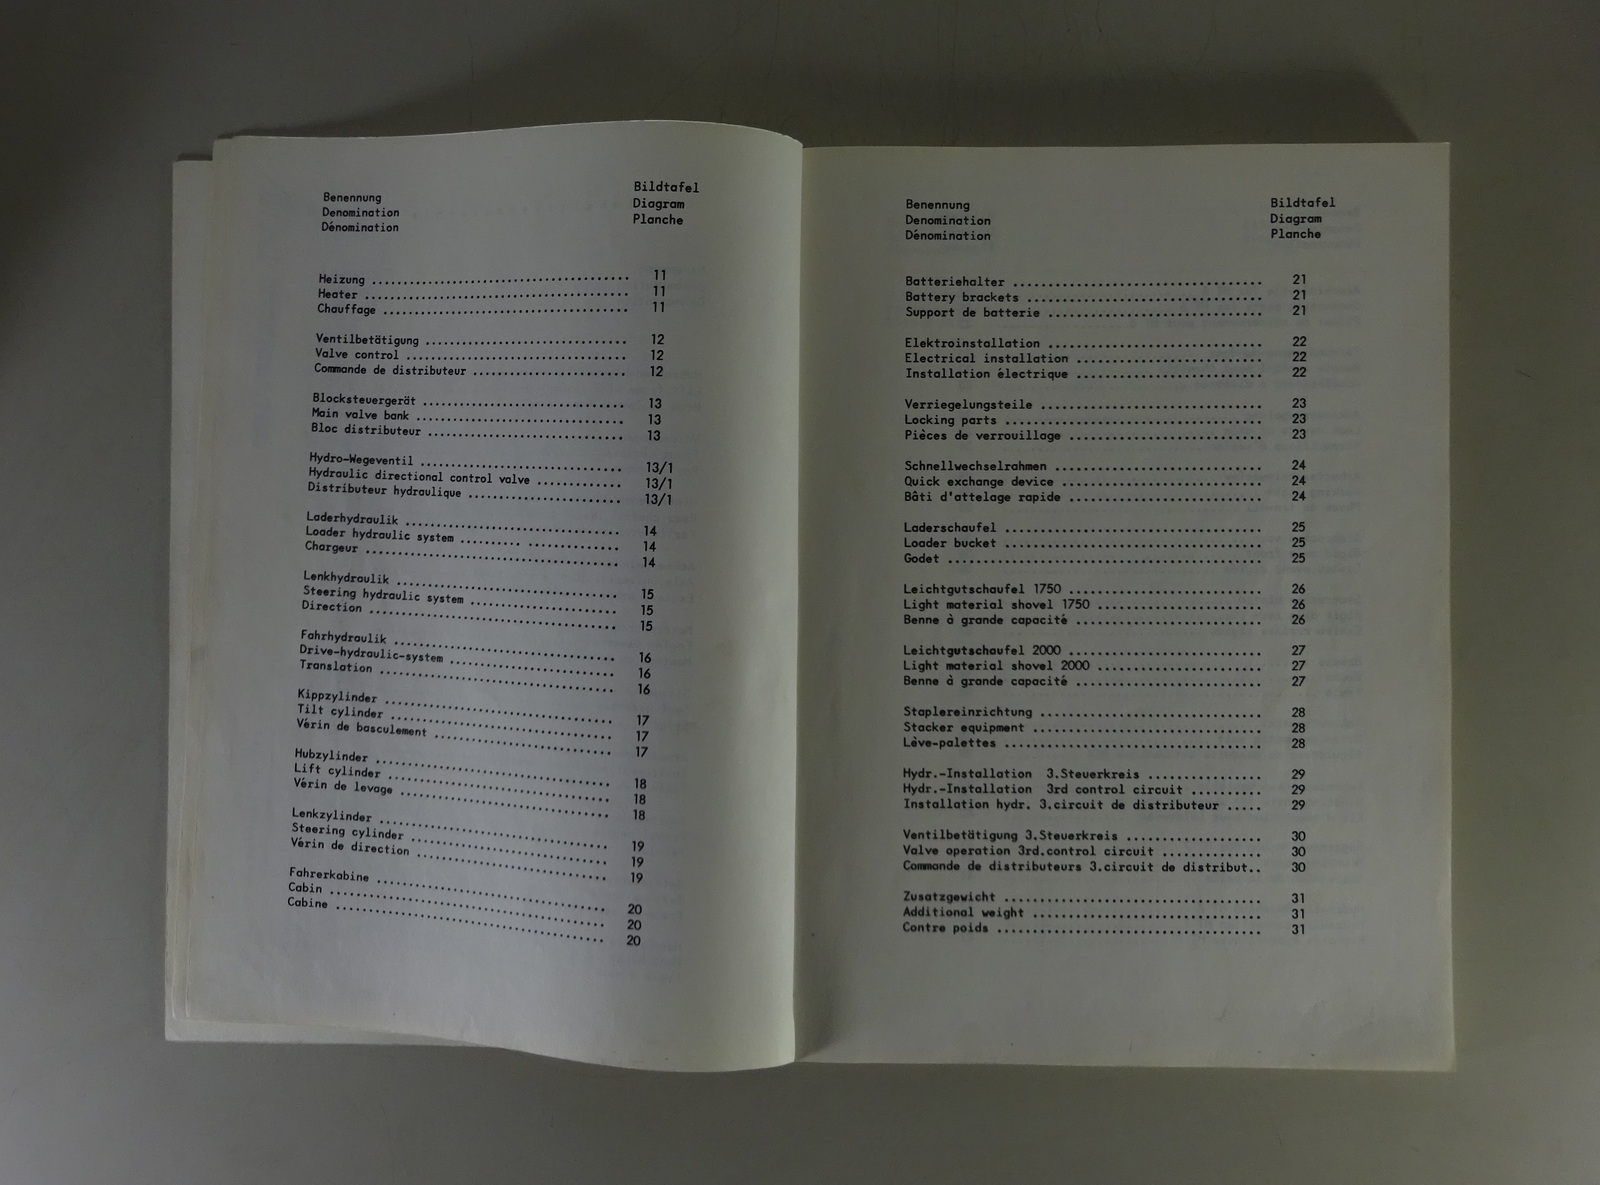 Benennung
Denomination
Dénomination
Bildtafel
Diagram
Planche
Heizung ........................................ 11
Heater ......................................... 11
Chauffage ...................................... 11
Ventilbetätigung ............................... 12
Valve control .................................. 12
Commande de distributeur ....................... 12
Blocksteuergerät ............................... 13
Main valve bank ................................ 13
Bloc distributeur .............................. 13
Hydro-Wegeventil ............................... 13/1
Hydraulic directional control valve ............ 13/1
Distributeur hydraulique ....................... 13/1
Laderhydraulik ................................. 14
Loader hydraulic system ......... .............. 14
Chargeur ....................................... 14
Lenkhydraulik .................................. 15
Steering hydraulic system ...................... 15
Direction ...................................... 15
Fahrhydraulik .................................. 16
Drive-hydraulic-system ......................... 16
Translation .................................... 16
Kippzylinder ................................... 17
Tilt cylinder .................................. 17
Vérin de basculement ........................... 17
Hubzylinder .................................... 18
Lift cylinder .................................. 18
Vérin de levage ................................ 18
Lenkzylinder ................................... 19
Steering cylinder .............................. 19
Vérin de direction ............................. 19
Fahrerkabine ................................... 20
Cabin .......................................... 20
Cabine ......................................... 20
Benennung
Denomination
Dénomination
Bildtafel
Diagram
Planche
Batteriehalter ................................... 21
Battery brackets ................................. 21
Support de batterie .............................. 21
Elektroinstallation .............................. 22
Electrical installation .......................... 22
Installation électrique .......................... 22
Verriegelungsteile ............................... 23
Locking parts .................................... 23
Pièces de verrouillage ........................... 23
Schnellwechselrahmen ............................. 24
Quick exchange device ............................ 24
Bâti d'attelage rapide ........................... 24
Laderschaufel .................................... 25
Loader bucket .................................... 25
Godet ............................................ 25
Leichtgutschaufel 1750 ........................... 26
Light material shovel 1750 ....................... 26
Benne à grande capacité .......................... 26
Leichtgutschaufel 2000 ........................... 27
Light material shovel 2000 ....................... 27
Benne à grande capacité .......................... 27
Staplereinrichtung ............................... 28
Stacker equipment ................................ 28
Lève-palettes .................................... 28
Hydr.-Installation 3.Steuerkreis ................ 29
Hydr.-Installation 3rd control circuit .......... 29
Installation hydr. 3.circuit de distributeur ..... 29
Ventilbetätigung 3.Steuerkreis ................... 30
Valve operation 3rd.control circuit .............. 30
Commande de distributeurs 3.circuit de distribut.. 30
Zusatzgewicht .................................... 31
Additional weight ................................ 31
Contre poids ..................................... 31